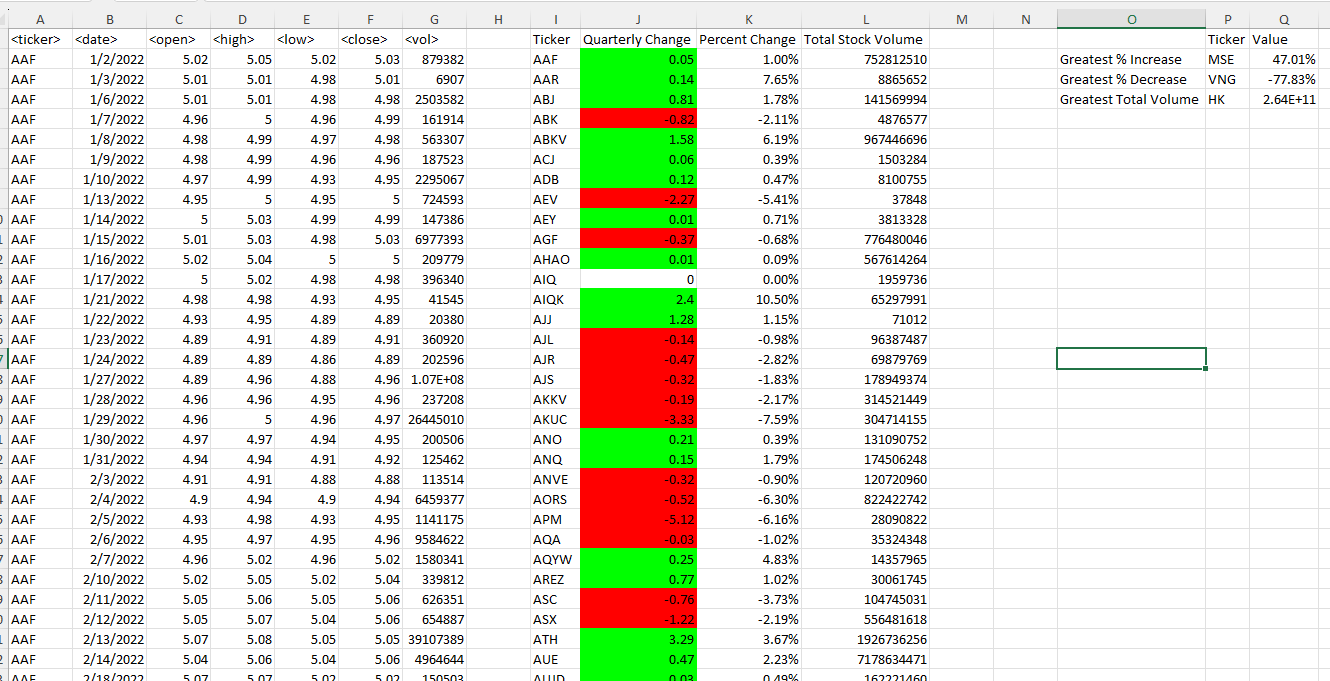 A B C D E F G H I J K L M N O P Q
<ticker> <date> <open> <high> <low> <close> <vol> Ticker Quarterly Change Percent Change Total Stock Volume Ticker Value
AAF 1/2/2022 5.02 5.05 5.02 5.03 879382 AAF 0.05 1.00% 752812510 Greatest % Increase MSE 47.01%
AAF 1/3/2022 5.01 5.01 4.98 5.01 6907 AAR 0.14 7.65% 8865652 Greatest % Decrease VNG -77.83%
AAF 1/6/2022 5.01 5.01 4.98 4.98 2503582 ABJ 0.81 1.78% 141569994 Greatest Total Volume HK 2.64E+11
AAF 1/7/2022 4.96 5 4.96 4.99 161914 ABK -0.82 -2.11% 4876577
AAF 1/8/2022 4.98 4.99 4.97 4.98 563307 ABKV 1.58 6.19% 967446696
AAF 1/9/2022 4.98 4.99 4.96 4.96 187523 ACJ 0.06 0.39% 1503284
AAF 1/10/2022 4.97 4.99 4.93 4.95 2295067 ADB 0.12 0.47% 8100755
AAF 1/13/2022 4.95 5 4.95 5 724593 AEV -2.27 -5.41% 37848
AAF 1/14/2022 5 5.03 4.99 4.99 147386 AEY 0.01 0.71% 3813328
AAF 1/15/2022 5.01 5.03 4.98 5.03 6977393 AGF -0.37 -0.68% 776480046
AAF 1/16/2022 5.02 5.04 5 5 209779 AHAO 0.01 0.09% 567614264
AAF 1/17/2022 5 5.02 4.98 4.98 396340 AIQ 0 0.00% 1959736
AAF 1/21/2022 4.98 4.98 4.93 4.95 41545 AIQK 2.4 10.50% 65297991
AAF 1/22/2022 4.93 4.95 4.89 4.89 20380 AJJ 1.28 1.15% 71012
AAF 1/23/2022 4.89 4.91 4.89 4.91 360920 AJL -0.14 -0.98% 96387487
AAF 1/24/2022 4.89 4.89 4.86 4.89 202596 AJR -0.47 -2.82% 69879769
AAF 1/27/2022 4.89 4.96 4.88 4.96 1.07E+08 AJS -0.32 -1.83% 178949374
AAF 1/28/2022 4.96 4.96 4.95 4.96 237208 AKKV -0.19 -2.17% 314521449
AAF 1/29/2022 4.96 5 4.96 4.97 26445010 AKUC -3.33 -7.59% 304714155
AAF 1/30/2022 4.97 4.97 4.94 4.95 200506 ANO 0.21 0.39% 131090752
AAF 1/31/2022 4.94 4.94 4.91 4.92 125462 ANQ 0.15 1.79% 174506248
AAF 2/3/2022 4.91 4.91 4.88 4.88 113514 ANVE -0.32 -0.90% 120720960
AAF 2/4/2022 4.9 4.94 4.9 4.94 6459377 AORS -0.52 -6.30% 822422742
AAF 2/5/2022 4.93 4.98 4.93 4.95 1141175 APM -5.12 -6.16% 28090822
AAF 2/6/2022 4.95 4.97 4.95 4.96 9584622 AQA -0.03 -1.02% 35324348
AAF 2/7/2022 4.96 5.02 4.96 5.02 1580341 AQYW 0.25 4.83% 14357965
AAF 2/10/2022 5.02 5.05 5.02 5.04 339812 AREZ 0.77 1.02% 30061745
AAF 2/11/2022 5.05 5.06 5.05 5.06 626351 ASC -0.76 -3.73% 104745031
AAF 2/12/2022 5.05 5.07 5.04 5.06 654887 ASX -1.22 -2.19% 556481618
AAF 2/13/2022 5.07 5.08 5.05 5.05 39107389 ATH 3.29 3.67% 1926736256
AAF 2/14/2022 5.04 5.06 5.04 5.06 4964644 AUE 0.47 2.23% 7178634471
AAF 2/18/2022 5.07 5.07 5.02 5.02 150503 0.03 0.49% 162221460